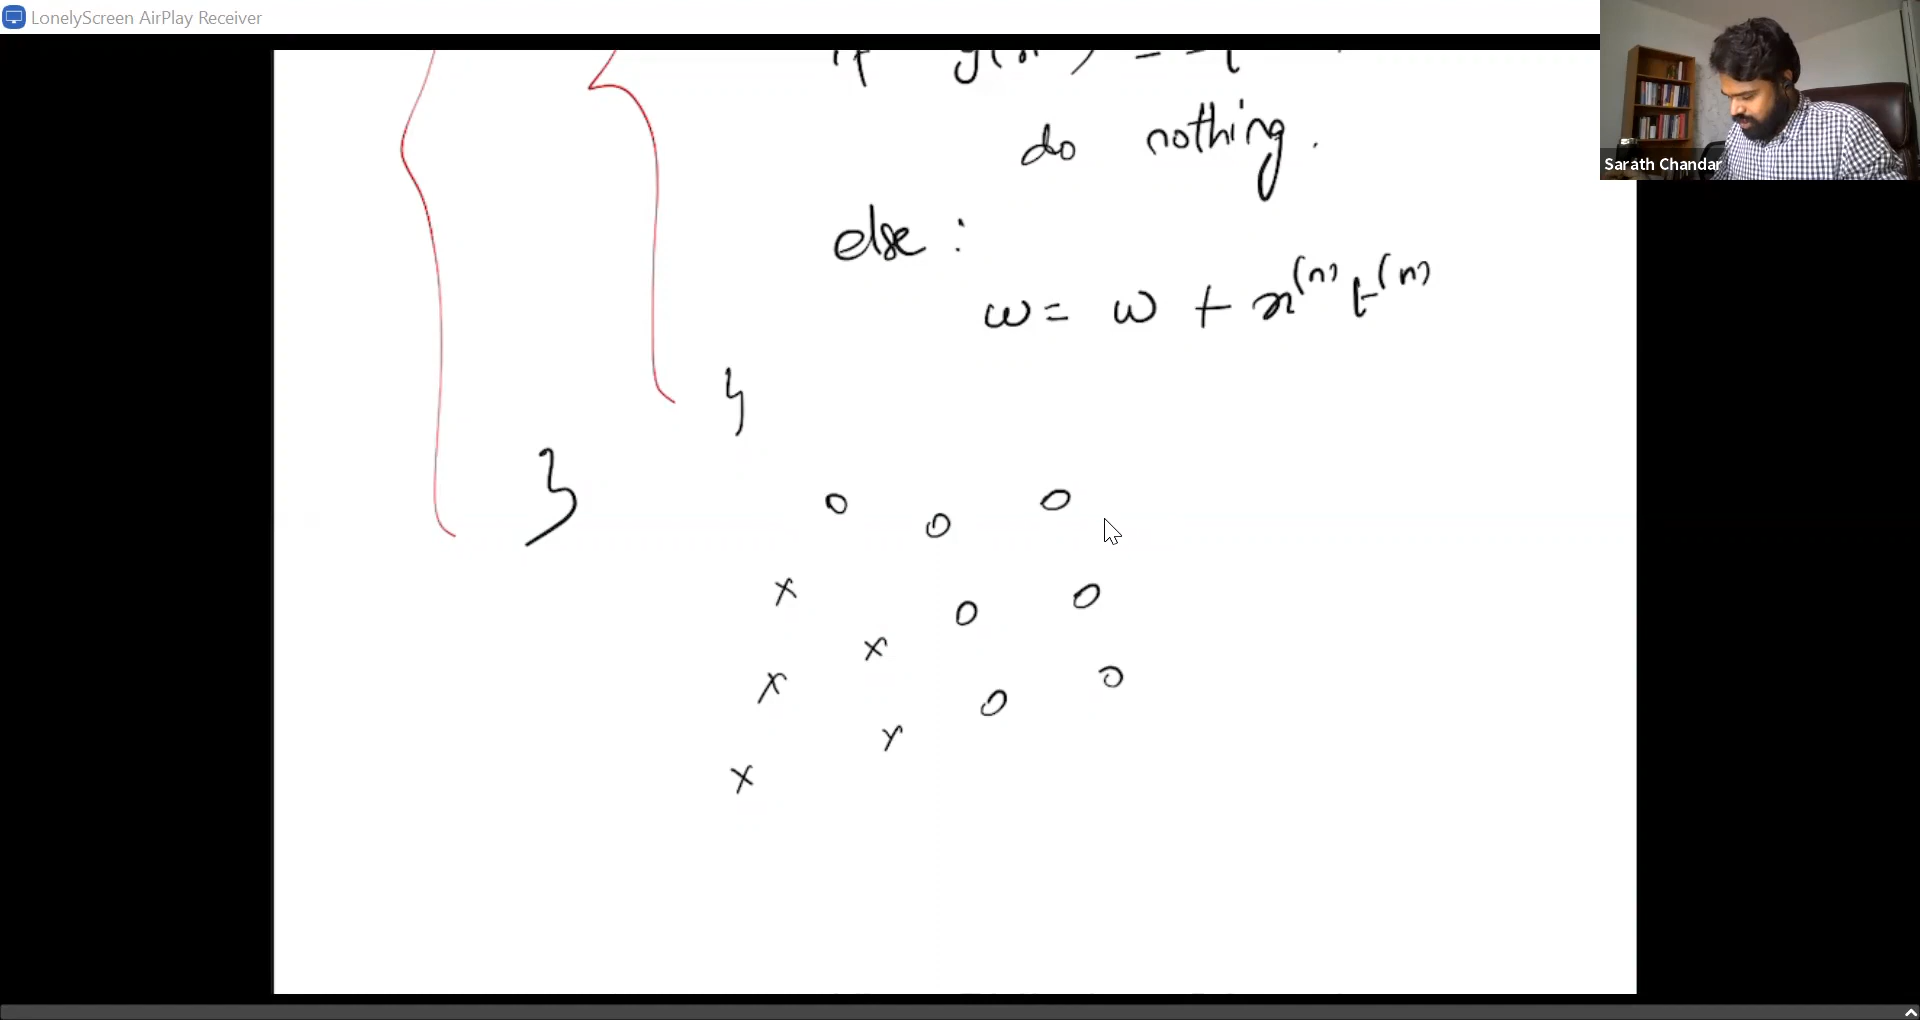 LonelyScreen AirPlay Receiver
Sarath Chandar
do nothing.
else :
w = w + x^(n) t^(n)
}
}
o o o
x o o
x x o o
x x